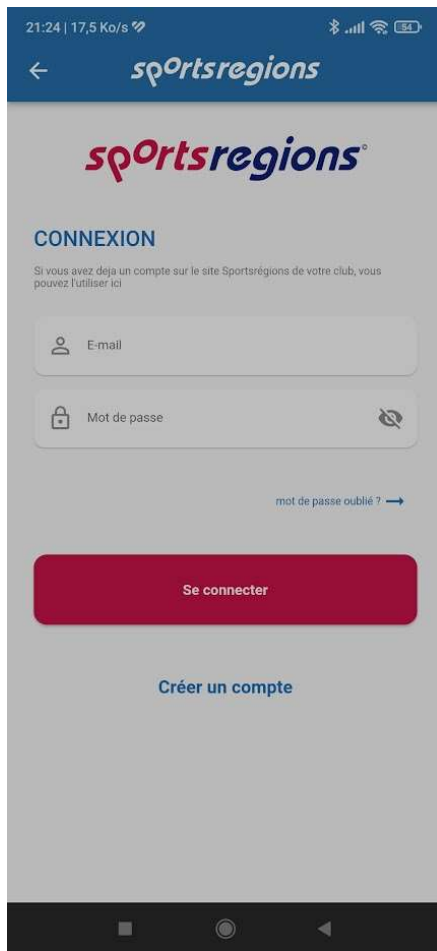 21:24 | 17,5 Ko/s
54
sportsregions
sportsregions©
CONNEXION
Si vous avez deja un compte sur le site Sportsrégions de votre club, vous
pouvez l'utiliser ici
E-mail
Mot de passe
mot de passe oublié ?
Se connecter
Créer un compte